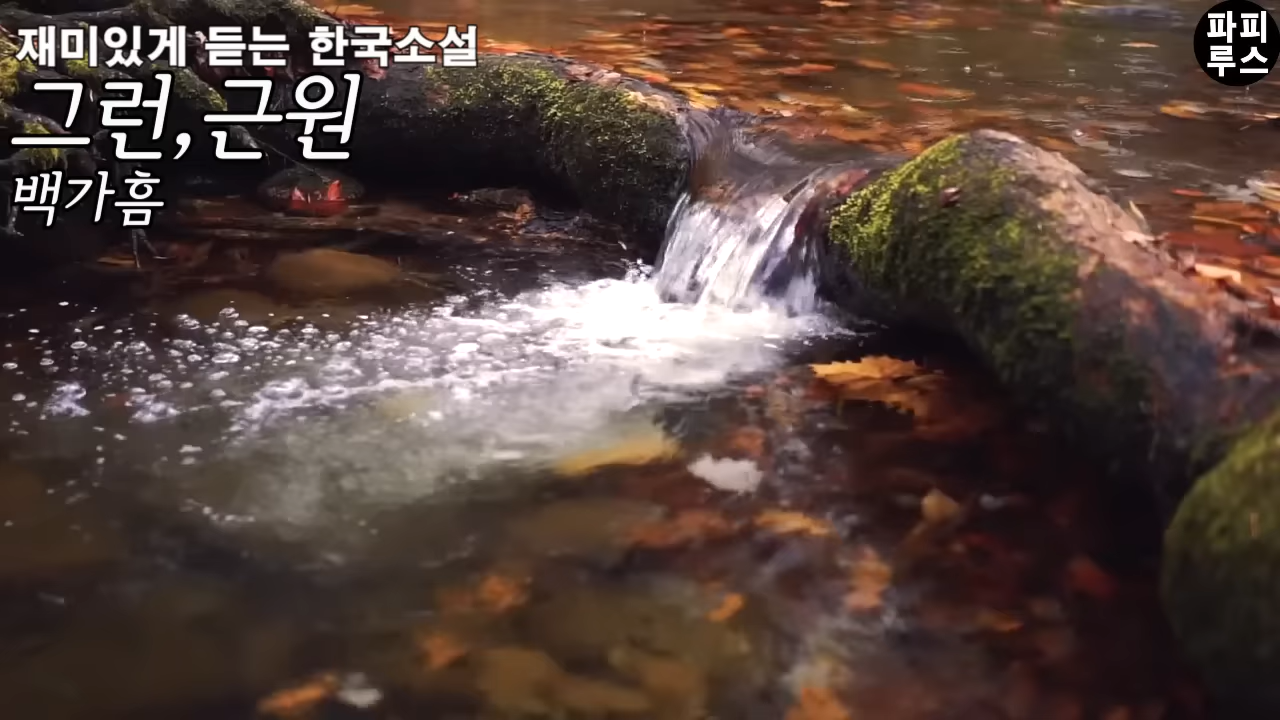 재미있게 듣는 한국소설
그런,근원
백가흠
파피
루스